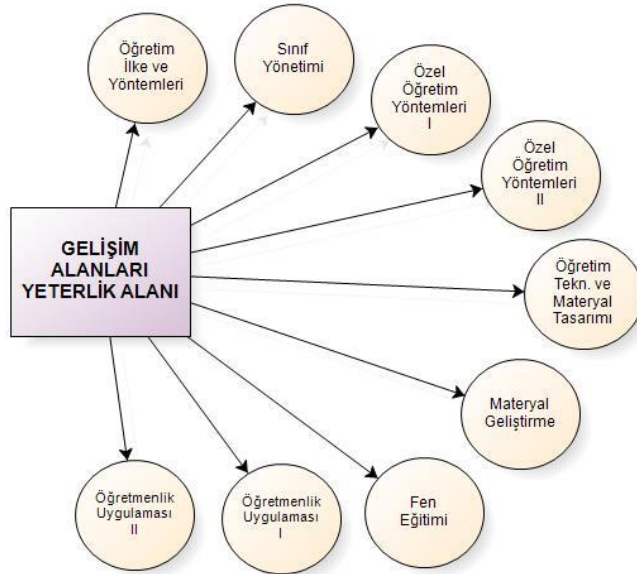 Öğretim
İlke ve
Yöntemleri
Sınıf
Yönetimi
Özel
Öğretim
Yöntemleri
I
Özel
Öğretim
Yöntemleri
II
GELİŞİM
ALANLARI
YETERLİK ALANI
Öğretim
Tekn. ve
Materyal
Tasarımı
Materyal
Geliştirme
Fen
Eğitimi
Öğretmenlik
Uygulaması
I
Öğretmenlik
Uygulaması
II